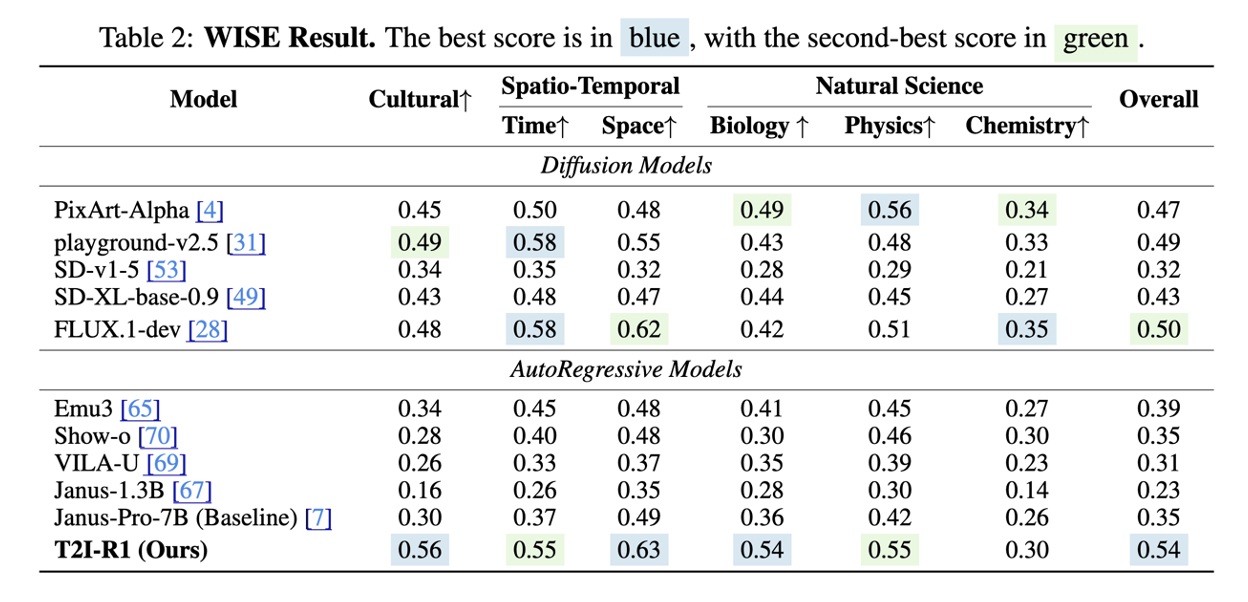 Table 2: WISE Result. The best score is in blue , with the second-best score in green .
Model Cultural↑ Spatio-Temporal Natural Science Overall
Time↑ Space↑ Biology ↑ Physics↑ Chemistry↑
Diffusion Models
PixArt-Alpha [4] 0.45 0.50 0.48 0.49 0.56 0.34 0.47
playground-v2.5 [31] 0.49 0.58 0.55 0.43 0.48 0.33 0.49
SD-v1-5 [53] 0.34 0.35 0.32 0.28 0.29 0.21 0.32
SD-XL-base-0.9 [49] 0.43 0.48 0.47 0.44 0.45 0.27 0.43
FLUX.1-dev [28] 0.48 0.58 0.62 0.42 0.51 0.35 0.50
AutoRegressive Models
Emu3 [65] 0.34 0.45 0.48 0.41 0.45 0.27 0.39
Show-o [70] 0.28 0.40 0.48 0.30 0.46 0.30 0.35
VILA-U [69] 0.26 0.33 0.37 0.35 0.39 0.23 0.31
Janus-1.3B [67] 0.16 0.26 0.35 0.28 0.30 0.14 0.23
Janus-Pro-7B (Baseline) [7] 0.30 0.37 0.49 0.36 0.42 0.26 0.35
T2I-R1 (Ours) 0.56 0.55 0.63 0.54 0.55 0.30 0.54